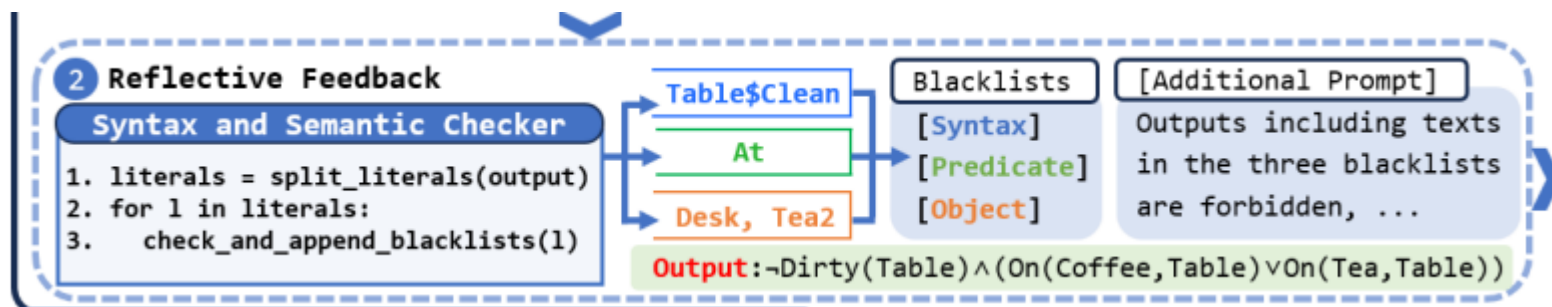 2 Reflective Feedback
Syntax and Semantic Checker
1. literals = split_literals(output)
2. for l in literals:
3. check_and_append_blacklists(l)
Table$Clean
At
Desk, Tea2
Blacklists
[Syntax]
[Predicate]
[Object]
[Additional Prompt]
Outputs including texts
in the three blacklists
are forbidden, ...
Output:¬Dirty(Table)∧(On(Coffee,Table)∨On(Tea,Table))